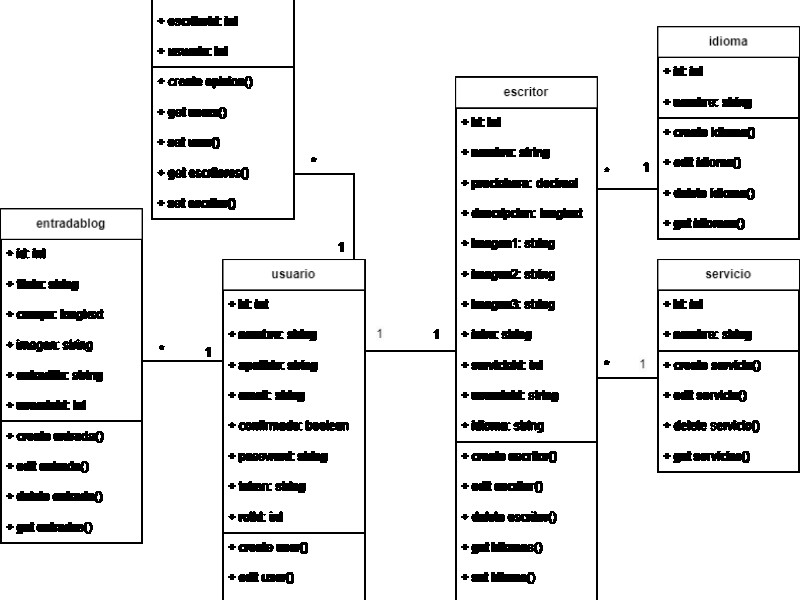 + escritorId: int
+ usuario: int
+ create opinion()
+ get users()
+ set user()
+ get escritores()
+ set escritor()
*
1
entradablog
+ id: int
+ titulo: string
+ cuerpo: longtext
+ imagen: string
+ entradilla: string
+ usuarioId: int
+ create entrada()
+ edit entrada()
+ delete entrada()
+ get entradas()
*
1
usuario
+ id: int
+ nombre: string
+ apellido: string
+ email: string
+ confirmado: boolean
+ password: string
+ token: string
+ rolId: int
+ create user()
+ edit user()
1
1
escritor
+ id: int
+ nombre: string
+ preciohora: decimal
+ descripcion: longtext
+ imagen1: string
+ imagen2: string
+ imagen3: string
+ intro: string
+ servicioId: int
+ usuarioId: string
+ idioma: string
+ create escritor()
+ edit escritor()
+ delete escritor()
+ get idiomas()
+ set idioma()
*
1
idioma
+ id: int
+ nombre: string
+ create idioma()
+ edit idioma()
+ delete idioma()
+ get idiomas()
*
1
servicio
+ id: int
+ nombre: string
+ create servicio()
+ edit servicio()
+ delete servicio()
+ get servicios()